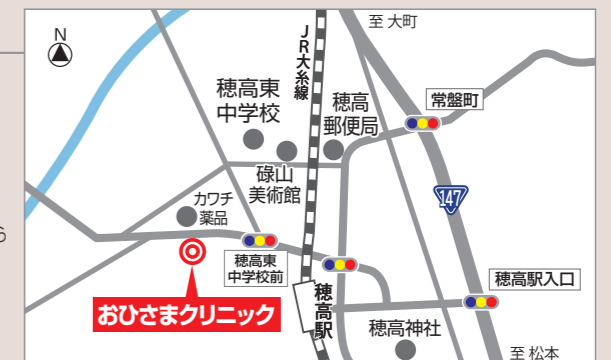 N
至 大町
JR大糸線
穂高東
中学校
穂高
郵便局
常盤町
碌山
美術館
147
カワチ
薬品
6
穂高東
中学校前
穂高駅入口
おひさまクリニック
穂高駅
穂高神社
至 松本